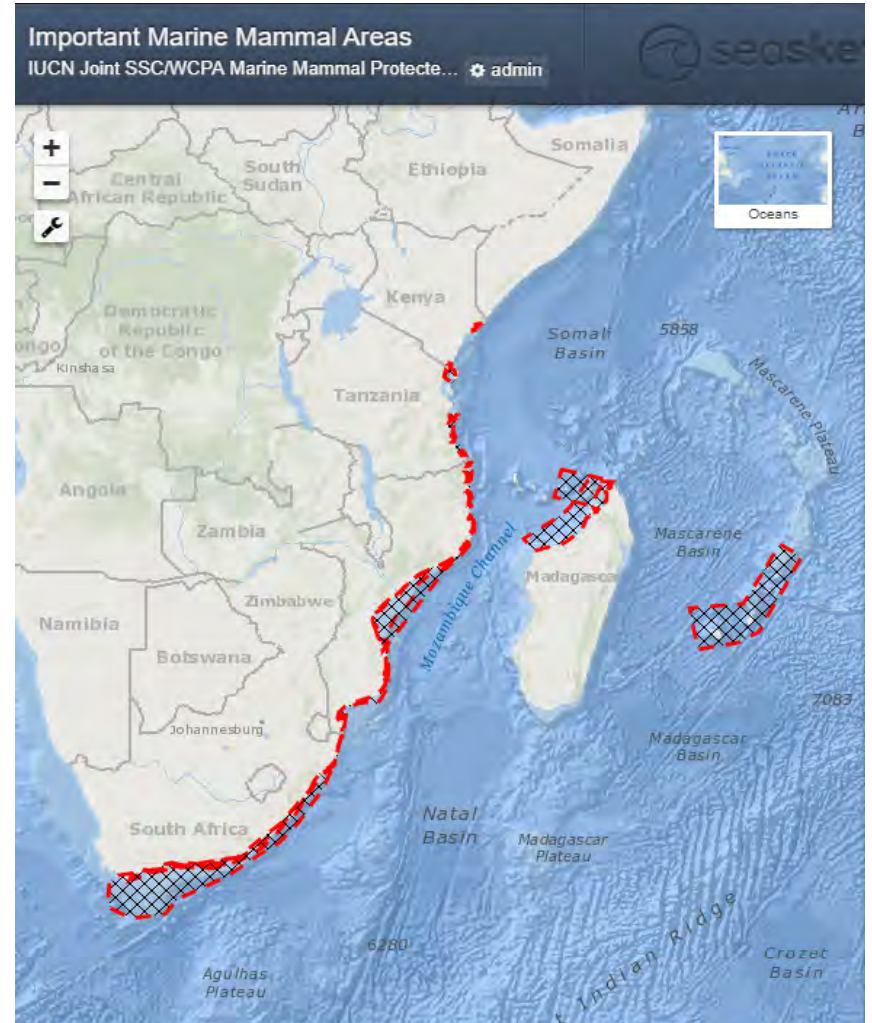 Important Marine Mammal Areas
IUCN Joint SSC/WCPA Marine Mammal Protecte... admin
seaske
+
−
Somalia
Ethiopia
South
Sudan
Central
African Republic
Oceans
Kenya
Democratic
Republic
of the Congo
ongo
Kinshasa
Somali
Basin
5858
Mascarene Plateau
Tanzania
Angola
Zambia
Mozambique Channel
Mascarene
Basin
Madagasca
Zimbabwe
Namibia
Botswana
7083
Johannesburg
Madagascar
Basin
South Africa
Natal
Basin
Madagascar
Plateau
6280
t Indian Ridge
Crozet
Basin
Agulhas
Plateau